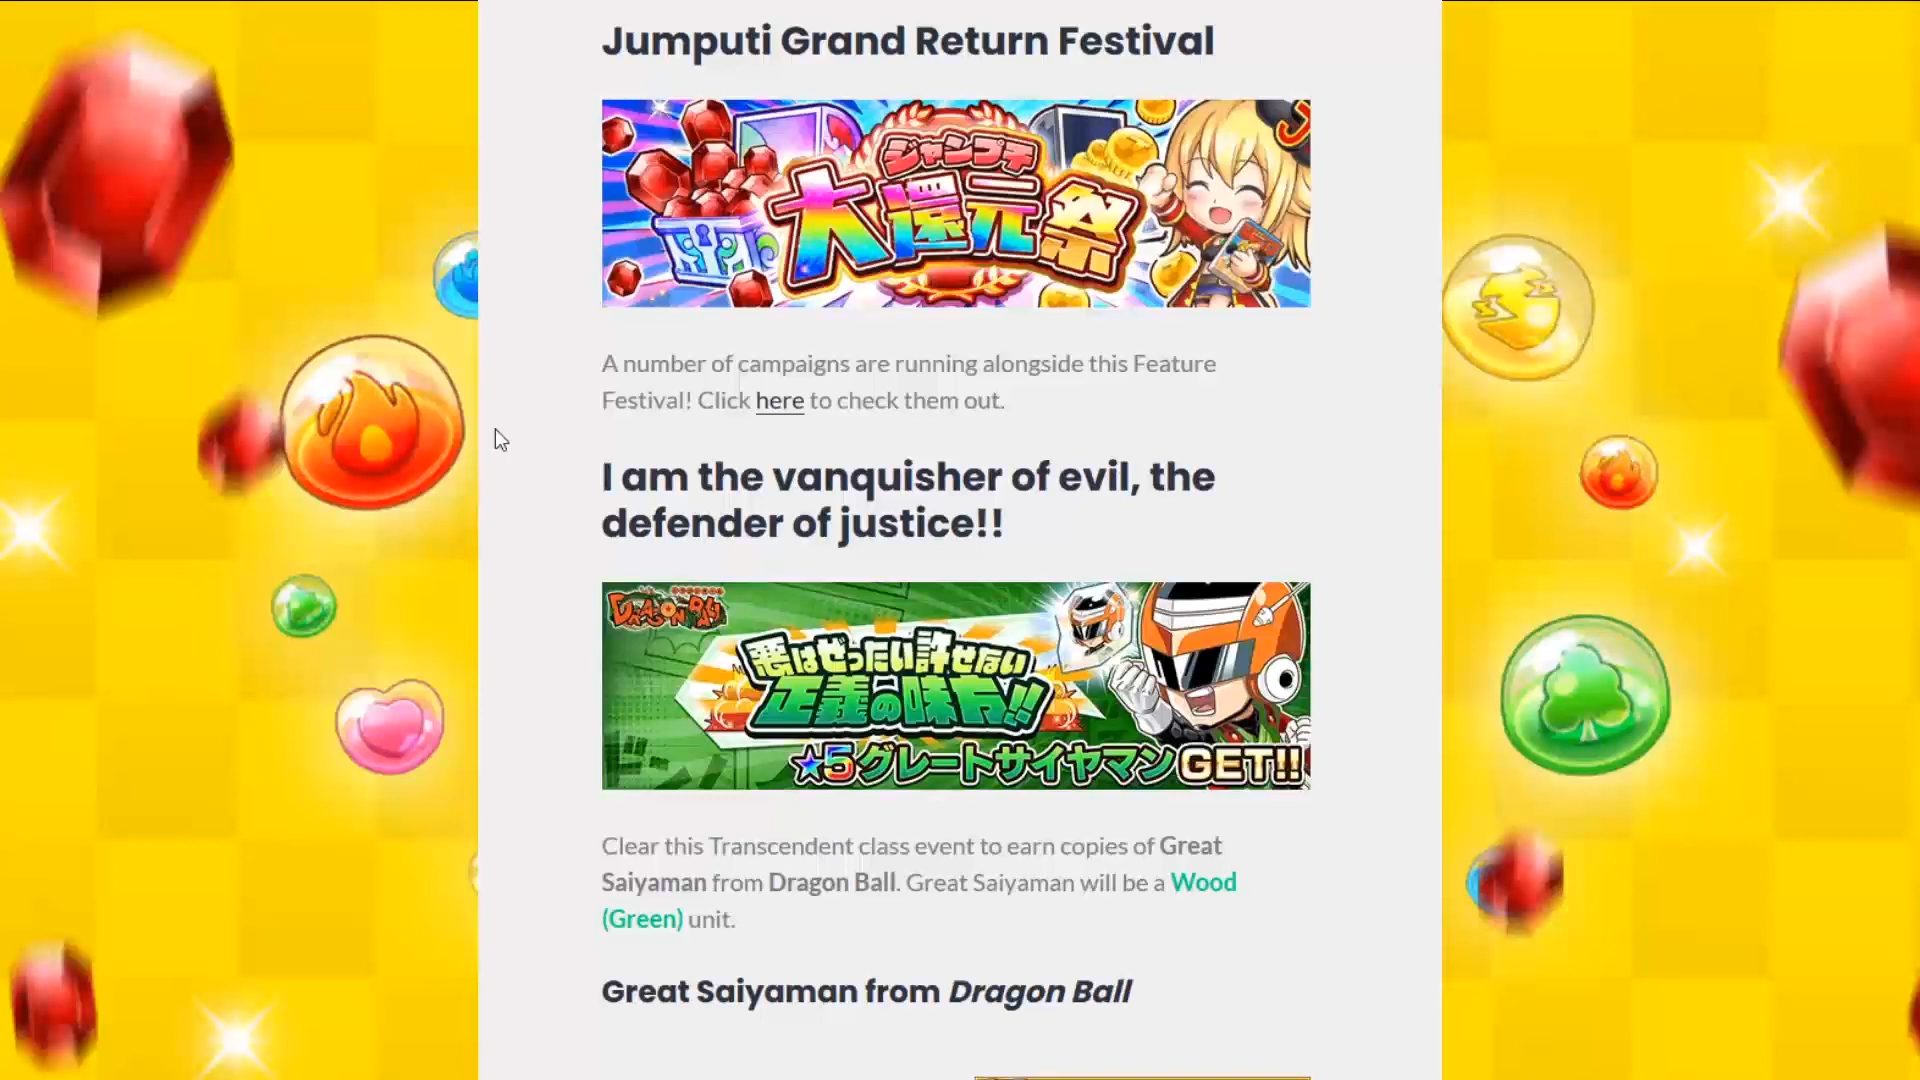 Jumputi Grand Return Festival
ジャンプチ
大還元祭
A number of campaigns are running alongside this Feature
Festival! Click here to check them out.
I am the vanquisher of evil, the
defender of justice!!
DRAGON BALL
悪はぜったい許せない
正義の味方!!
★5グレートサイヤマンGET!!
Clear this Transcendent class event to earn copies of Great
Saiyaman from Dragon Ball. Great Saiyaman will be a Wood
(Green) unit.
Great Saiyaman from Dragon Ball